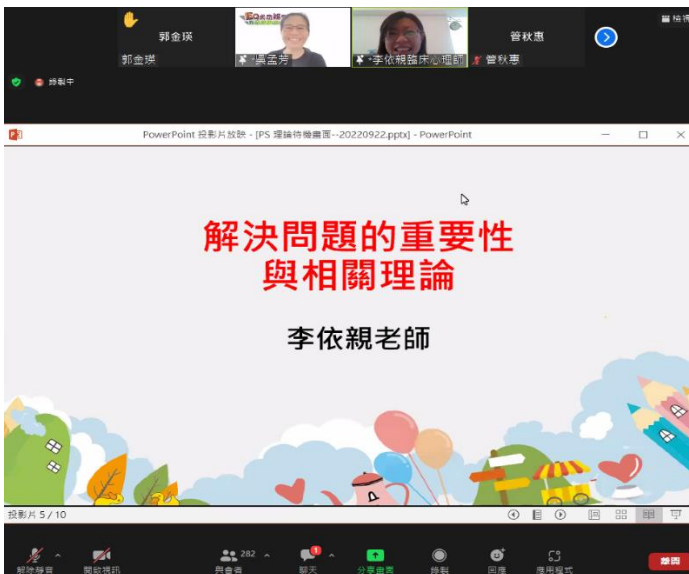 郭金瑛
管秋惠
檢視
郭金瑛
吳孟芳
李依親臨床心理師
管秋惠
錄製中
PowerPoint 投影片放映 - [PS 理論待機畫面--20220922.pptx] - PowerPoint
解決問題的重要性
與相關理論
李依親老師
投影片 5 / 10
282
1
解除靜音
開啟視訊
與會者
聊天
分享畫面
錄製
回應
應用程式
離開